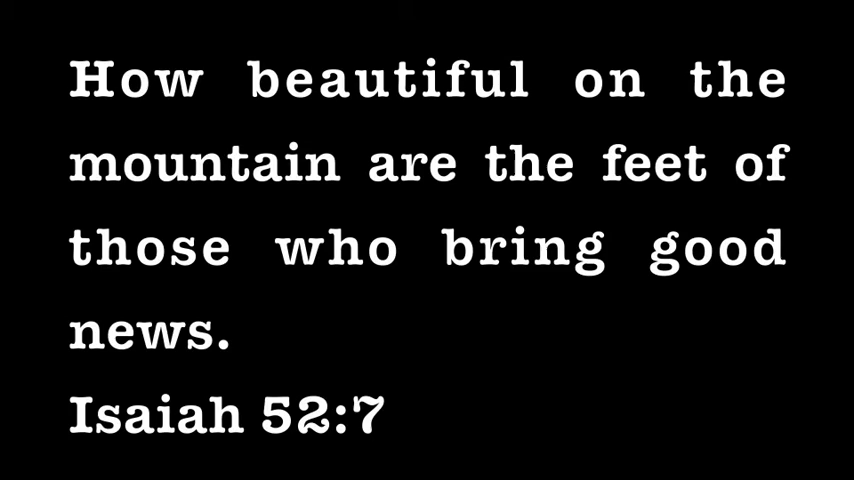 How beautiful on the
mountain are the feet of
those who bring good
news.
Isaiah 52:7